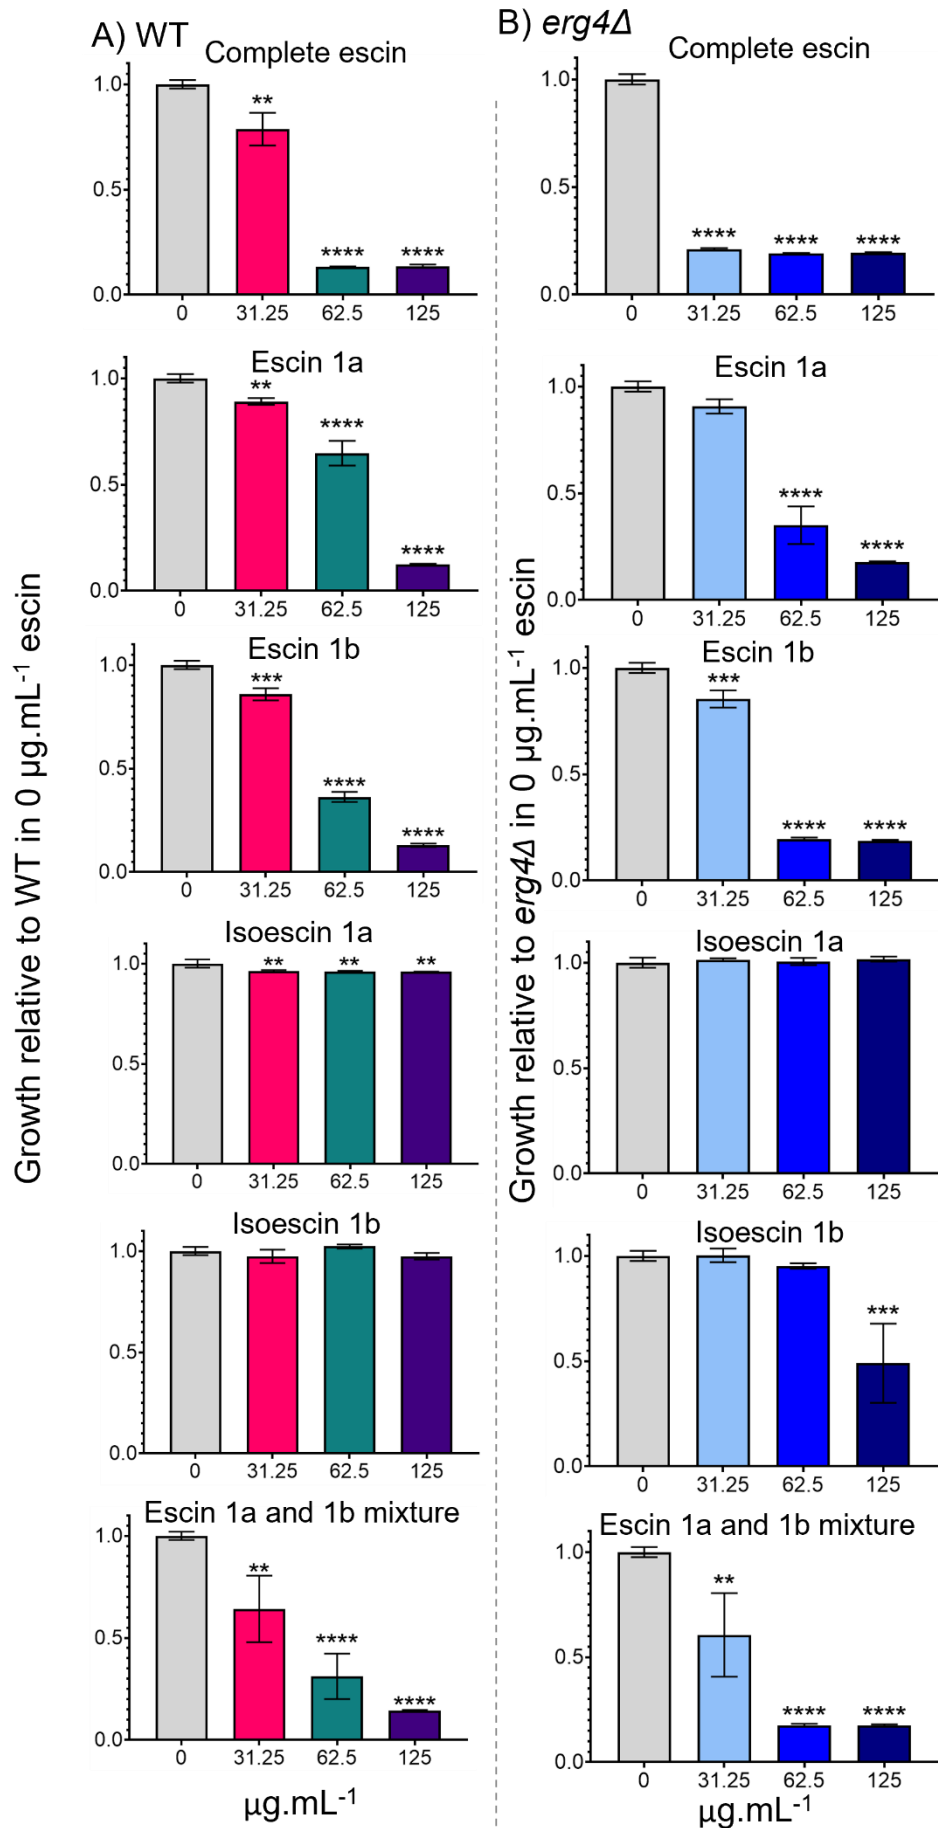 A) WT
Complete escin
1.0
**
0.5
**** ****
0.0
0 31.25 62.5 125
Escin 1a
1.0
**
****
0.5
****
0.0
0 31.25 62.5 125
Escin 1b
1.0
***
0.5
****
****
0.0
0 31.25 62.5 125
Isoescin 1a
1.0
** ** **
0.5
0.0
0 31.25 62.5 125
Isoescin 1b
1.0
0.5
0.0
0 31.25 62.5 125
Escin 1a and 1b mixture
1.0
**
0.5
****
****
0.0
0 31.25 62.5 125
µg.mL-1
Growth relative to WT in 0 µg.mL-1 escin
B) erg4Δ
Complete escin
1.0
0.5
**** **** ****
0.0
0 31.25 62.5 125
Escin 1a
1.0
0.5
****
****
0.0
0 31.25 62.5 125
Escin 1b
1.0
***
0.5
**** ****
0.0
0 31.25 62.5 125
Isoescin 1a
1.0
0.5
0.0
0 31.25 62.5 125
Isoescin 1b
1.0
***
0.5
0.0
0 31.25 62.5 125
Escin 1a and 1b mixture
1.0
**
0.5
**** ****
0.0
0 31.25 62.5 125
µg.mL-1
Growth relative to erg4Δ in 0 µg.mL-1 escin